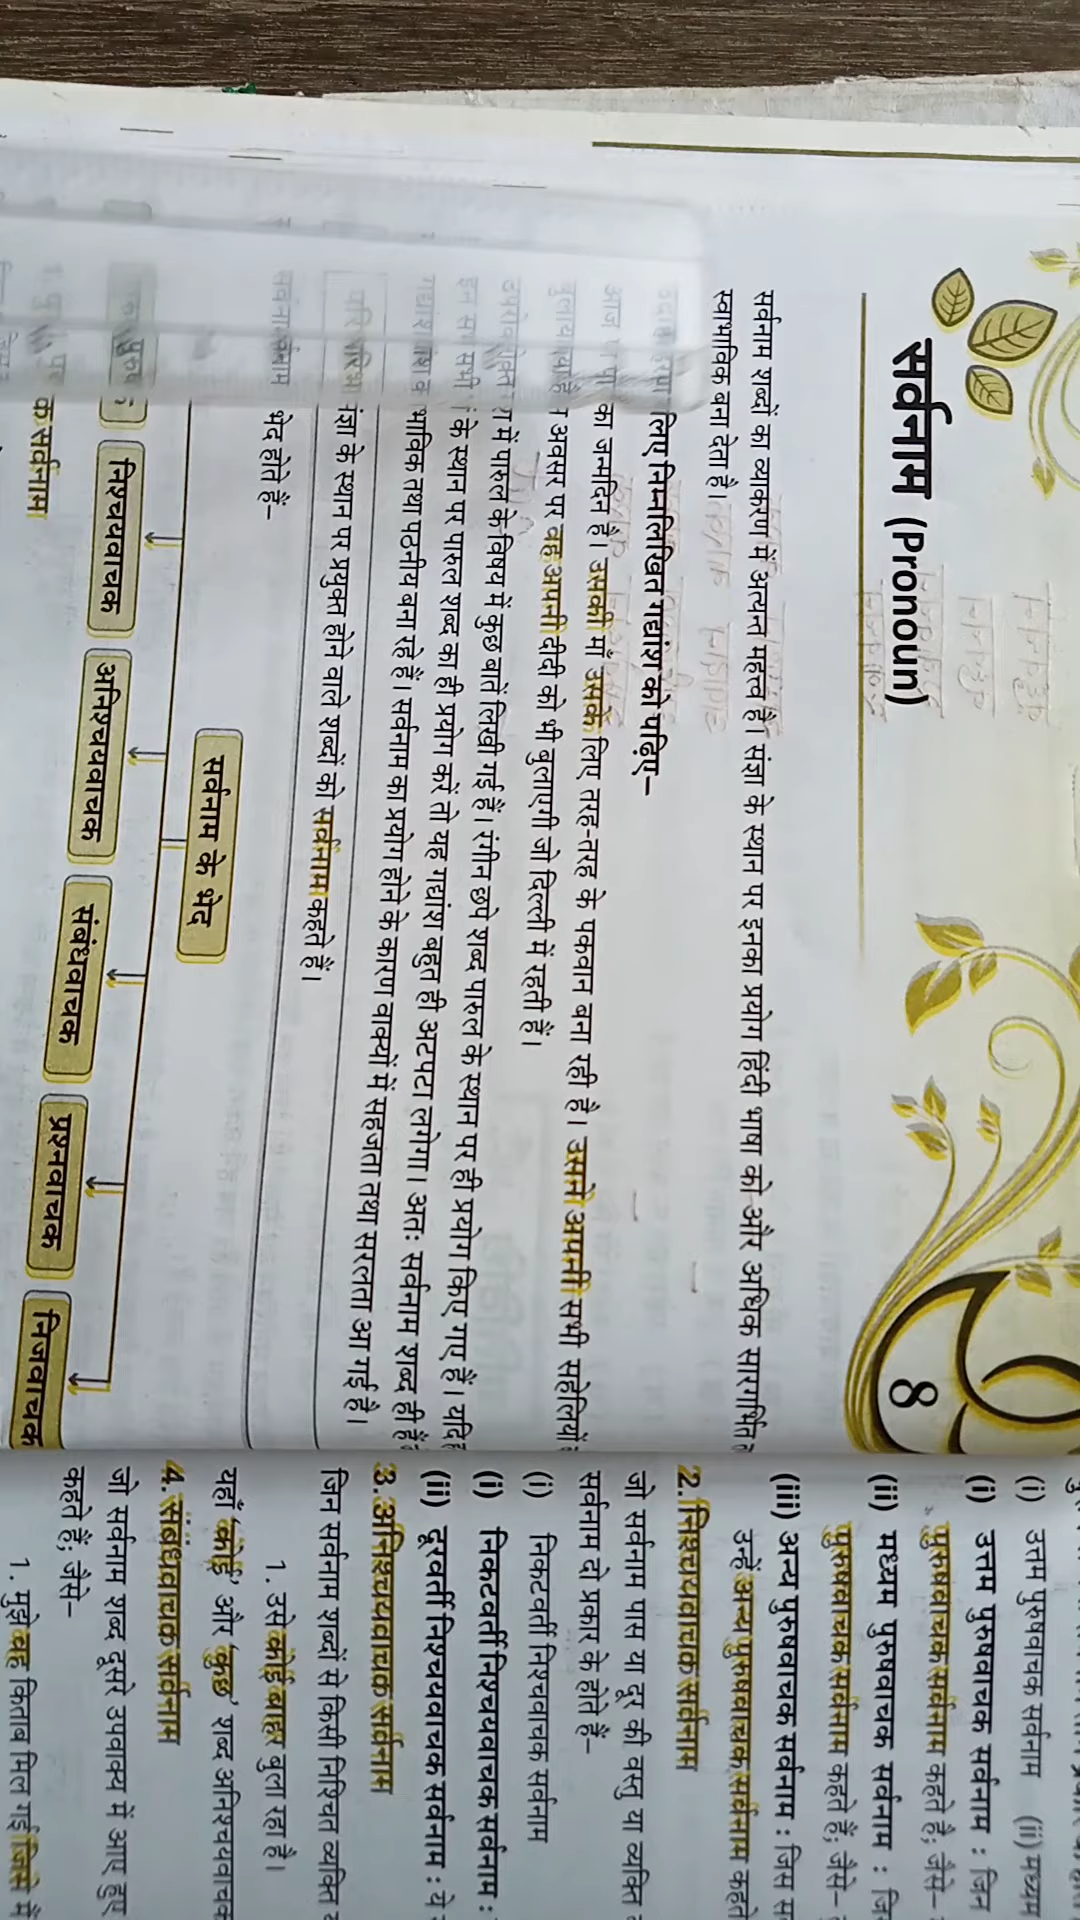 8
सर्वनाम (Pronoun)
सर्वनाम शब्दों का व्याकरण में अत्यन्त महत्त्व है। संज्ञा के स्थान पर इनका प्रयोग हिंदी भाषा को और अधिक सारगर्भित
स्वाभाविक बना देता है।
लिए निम्नलिखित गद्यांश को पढ़िए–
का जन्मदिन है। उसकी माँ उसके लिए तरह-तरह के पकवान बना रही है। उसने अपनी सभी सहेलियों
अवसर पर वह अपनी दीदी को भी बुलाएगी जो दिल्ली में रहती हैं।
में पारुल के विषय में कुछ बातें लिखी गई हैं। रंगीन छपे शब्द पारुल के स्थान पर ही प्रयोग किए गए हैं। यदि
के स्थान पर पारुल शब्द का ही प्रयोग करें तो यह गद्यांश बहुत ही अटपटा लगेगा। अतः सर्वनाम शब्द ही हैं
तथा पठनीय बना रहे हैं। सर्वनाम का प्रयोग होने के कारण वाक्यों में सहजता तथा सरलता आ गई है।
के स्थान पर प्रयुक्त होने वाले शब्दों को सर्वनाम कहते हैं।
सर्वनाम
भेद होते हैं–
सर्वनाम के भेद
निश्चयवाचक
अनिश्चयवाचक
संबंधवाचक
प्रश्नवाचक
निजवाचक
क सर्वनाम
(i) उत्तम पुरुषवाचक सर्वनाम (ii) मध्यम
(i) उत्तम पुरुषवाचक सर्वनाम : जिन
पुरुषवाचक सर्वनाम कहते हैं; जैसे–
(ii) मध्यम पुरुषवाचक सर्वनाम :
पुरुषवाचक सर्वनाम कहते हैं; जैसे–
(iii) अन्य पुरुषवाचक सर्वनाम : जिस
उन्हें अन्य पुरुषवाचक सर्वनाम कहते
2. निश्चयवाचक सर्वनाम
जो सर्वनाम पास या दूर की वस्तु या व्यक्ति
सर्वनाम दो प्रकार के होते हैं–
(i) निकटवर्ती निश्चयवाचक सर्वनाम
(i) निकटवर्ती निश्चयवाचक सर्वनाम :
(ii) दूरवर्ती निश्चयवाचक सर्वनाम : ये
3. अनिश्चयवाचक सर्वनाम
जिन सर्वनाम शब्दों से किसी निश्चित व्यक्ति
1. उसे कोई बाहर बुला रहा है।
यहाँ 'कोई' और 'कुछ' शब्द अनिश्चयवाचक
4. संबंधवाचक सर्वनाम
जो सर्वनाम शब्द दूसरे उपवाक्य में आए हुए
कहते हैं; जैसे–
1. मुझे वह किताब मिल गई जिसे मैं